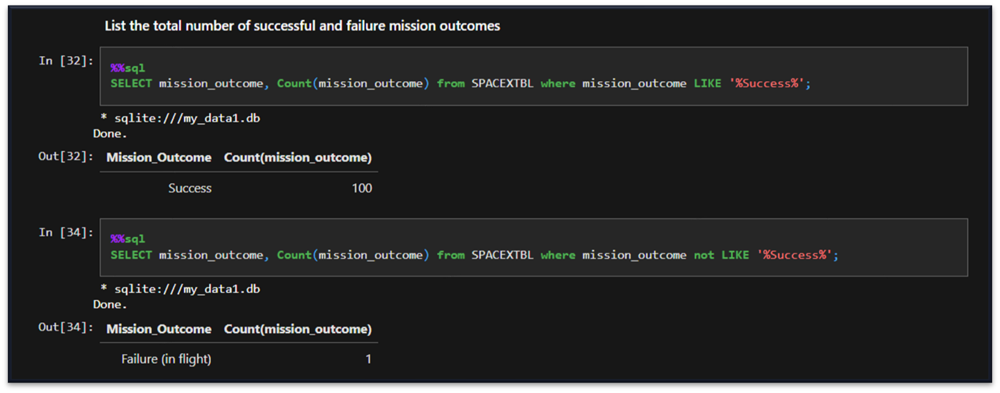 List the total number of successful and failure mission outcomes
In [32]:
%%sql
SELECT mission_outcome, Count(mission_outcome) from SPACEXTBL where mission_outcome LIKE '%Success%';
* sqlite:///my_data1.db
Done.
Out[32]: Mission_Outcome Count(mission_outcome)
Success 100
In [34]:
%%sql
SELECT mission_outcome, Count(mission_outcome) from SPACEXTBL where mission_outcome not LIKE '%Success%';
* sqlite:///my_data1.db
Done.
Out[34]: Mission_Outcome Count(mission_outcome)
Failure (in flight) 1